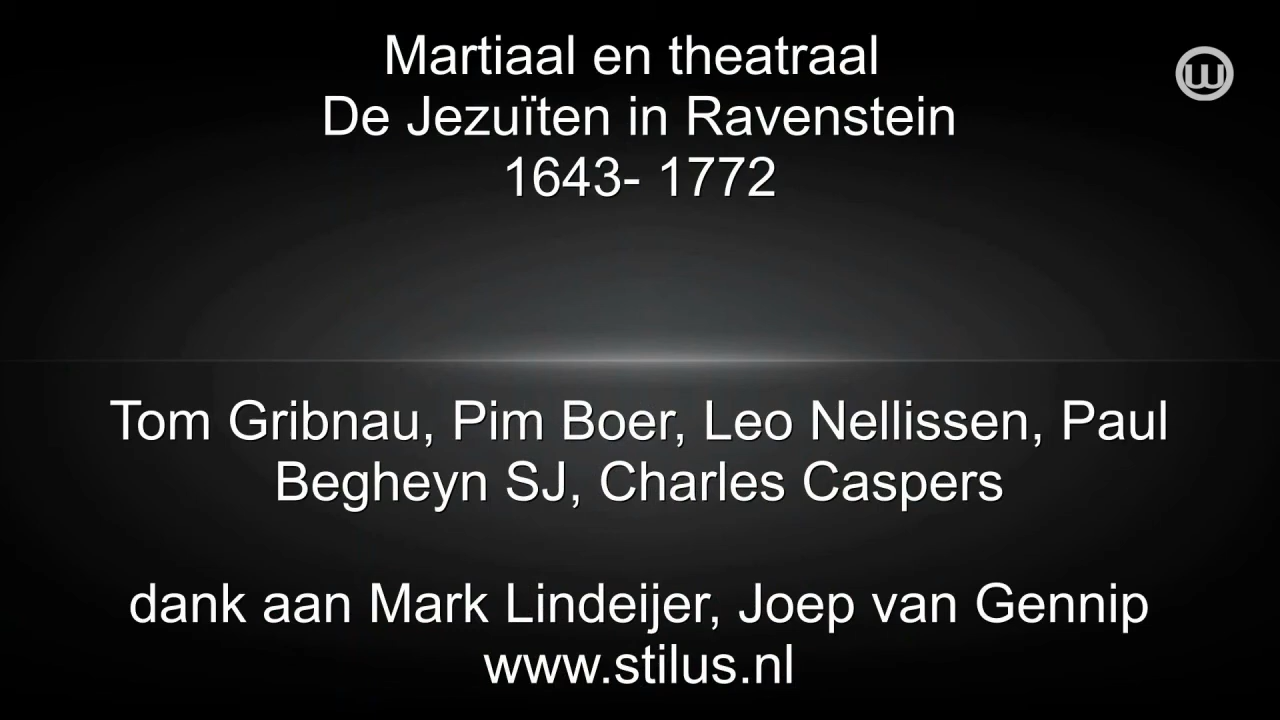 Martiaal en theatraal
De Jezuïten in Ravenstein
1643- 1772
Tom Gribnau, Pim Boer, Leo Nellissen, Paul
Begheyn SJ, Charles Caspers
dank aan Mark Lindeijer, Joep van Gennip
www.stilus.nl